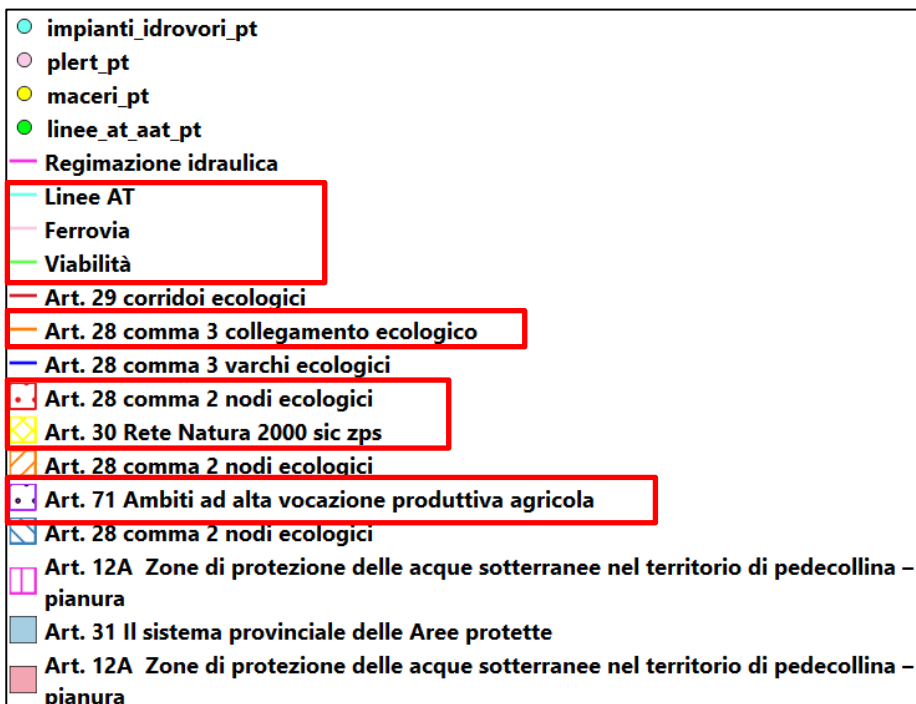 impianti_idrovori_pt
plert_pt
maceri_pt
linee_at_aat_pt
Regimazione idraulica
Linee AT
Ferrovia
Viabilità
Art. 29 corridoi ecologici
Art. 28 comma 3 collegamento ecologico
Art. 28 comma 3 varchi ecologici
Art. 28 comma 2 nodi ecologici
Art. 30 Rete Natura 2000 sic zps
Art. 28 comma 2 nodi ecologici
Art. 71 Ambiti ad alta vocazione produttiva agricola
Art. 28 comma 2 nodi ecologici
Art. 12A  Zone di protezione delle acque sotterranee nel territorio di pedecollina –
pianura
Art. 31 Il sistema provinciale delle Aree protette
Art. 12A  Zone di protezione delle acque sotterranee nel territorio di pedecollina –
pianura